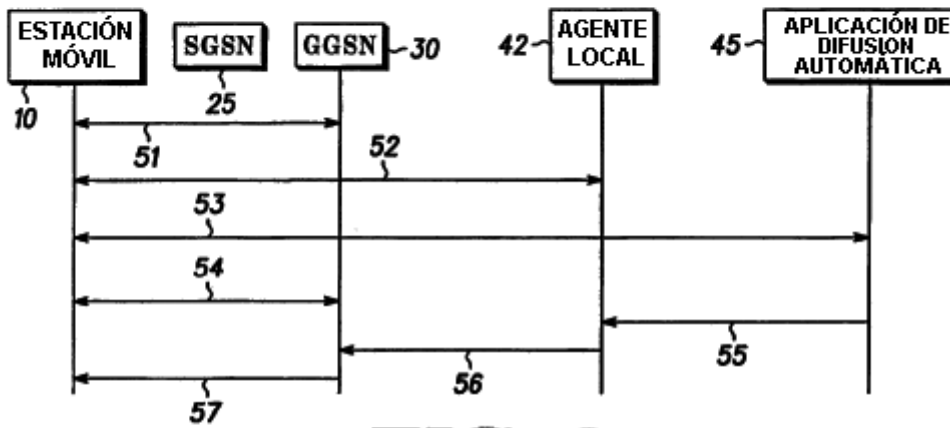 ESTACIÓN
MÓVIL
10
SGSN
25
GGSN
30
42
AGENTE
LOCAL
45
APLICACIÓN DE
DIFUSION
AUTOMÁTICA
51
52
53
54
55
56
57